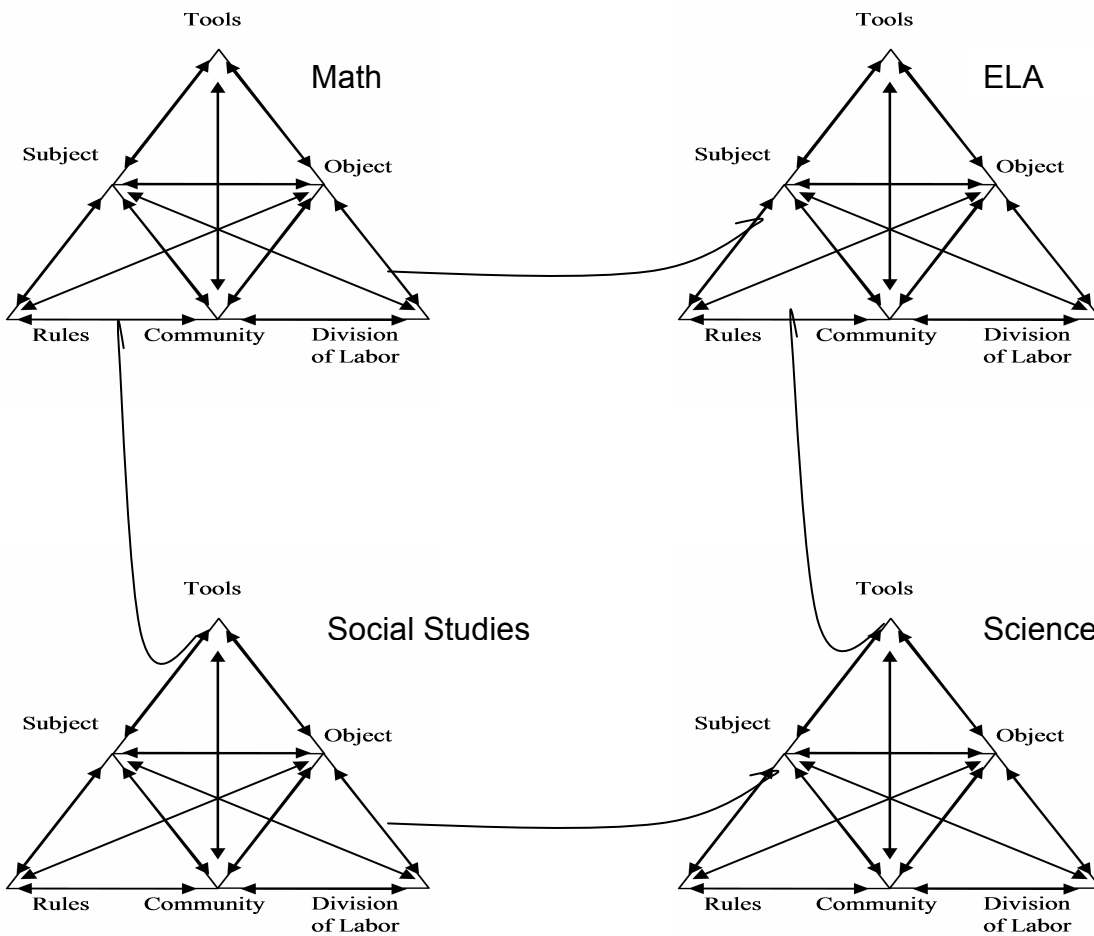 Tools
Math
Subject
Object
Rules
Community
Division
of Labor
Tools
ELA
Subject
Object
Rules
Community
Division
of Labor
Tools
Social Studies
Subject
Object
Rules
Community
Division
of Labor
Tools
Science
Subject
Object
Rules
Community
Division
of Labor